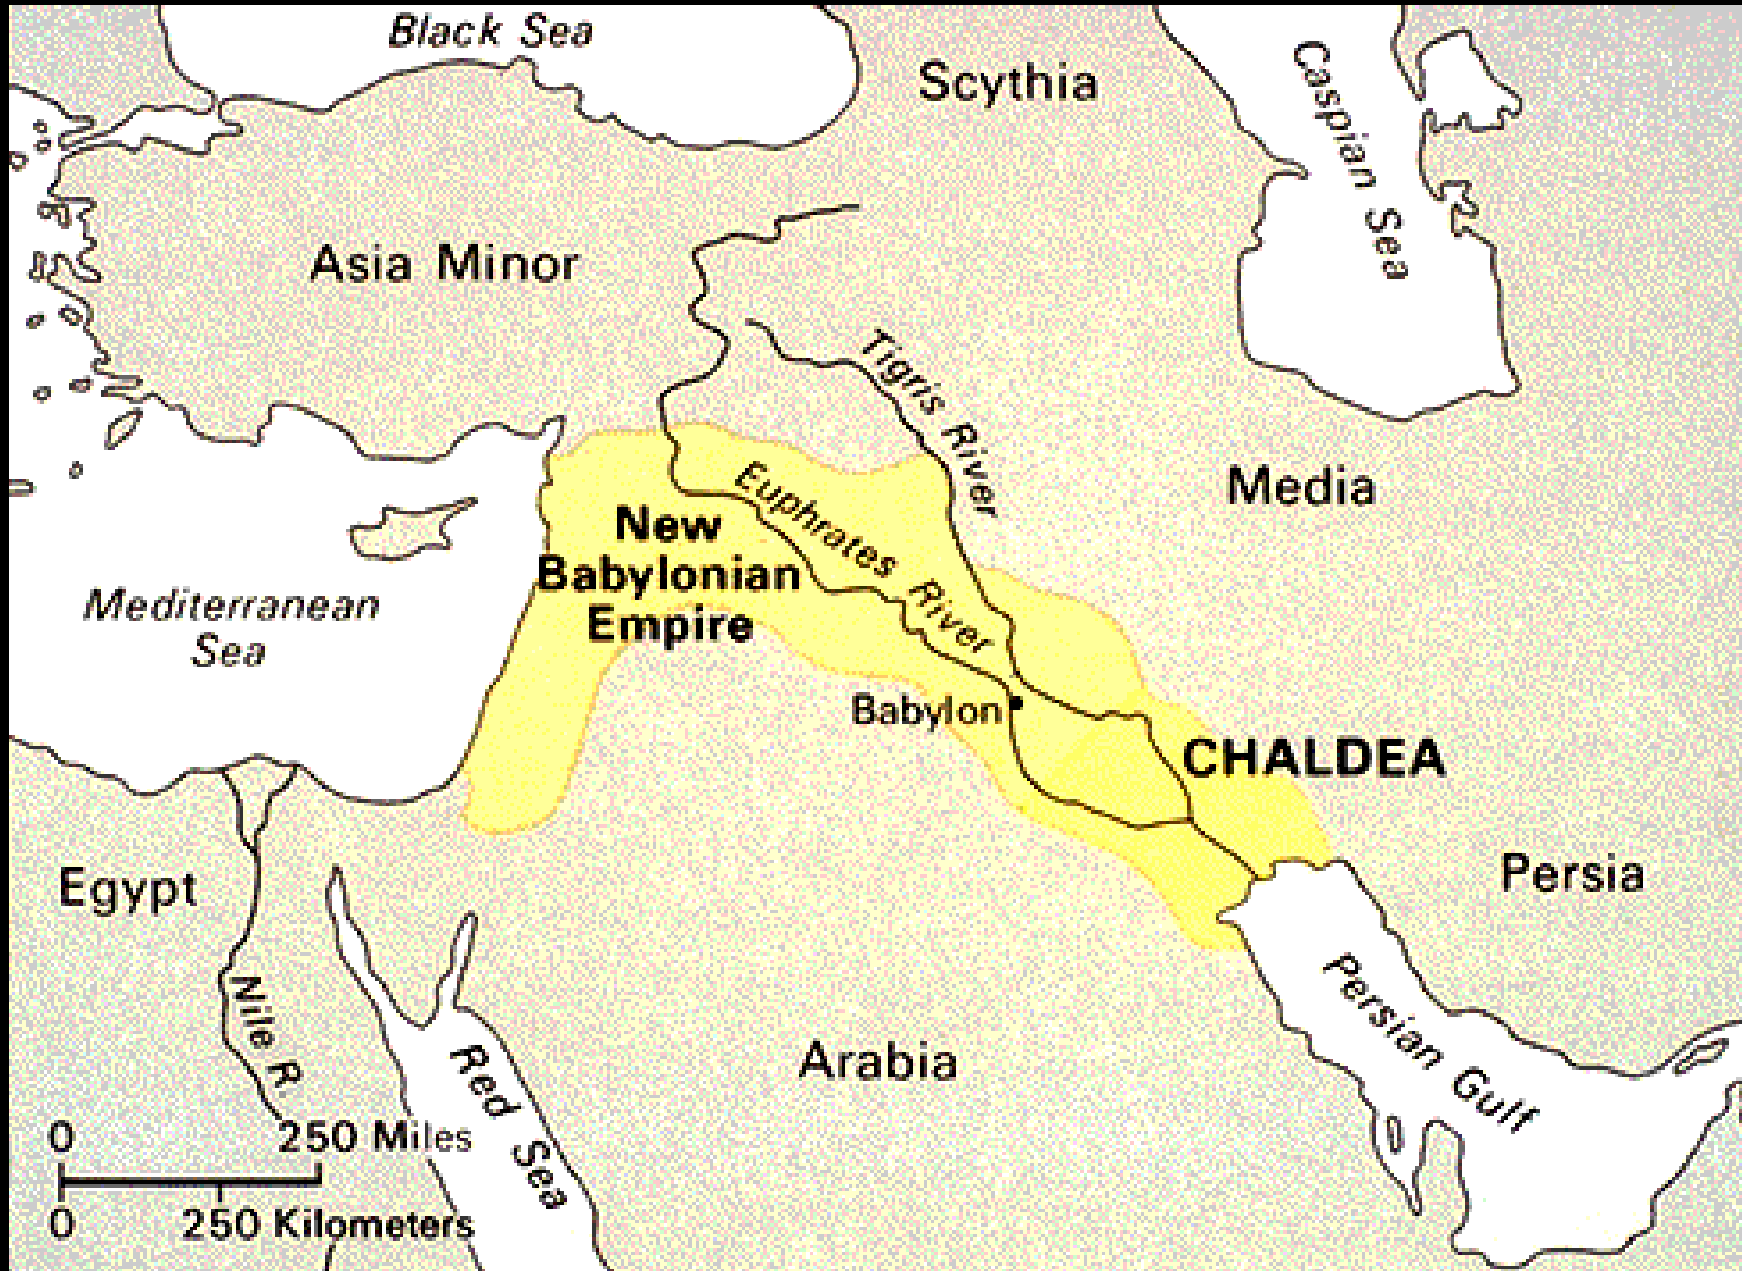 Black Sea
Scythia
Caspian Sea
Asia Minor
Tigris River
Media
Euphrates River
New
Babylonian
Empire
Mediterranean
Sea
Babylon
CHALDEA
Egypt
Persia
Nile R.
Persian Gulf
Arabia
Red Sea
0 250 Miles
0 250 Kilometers